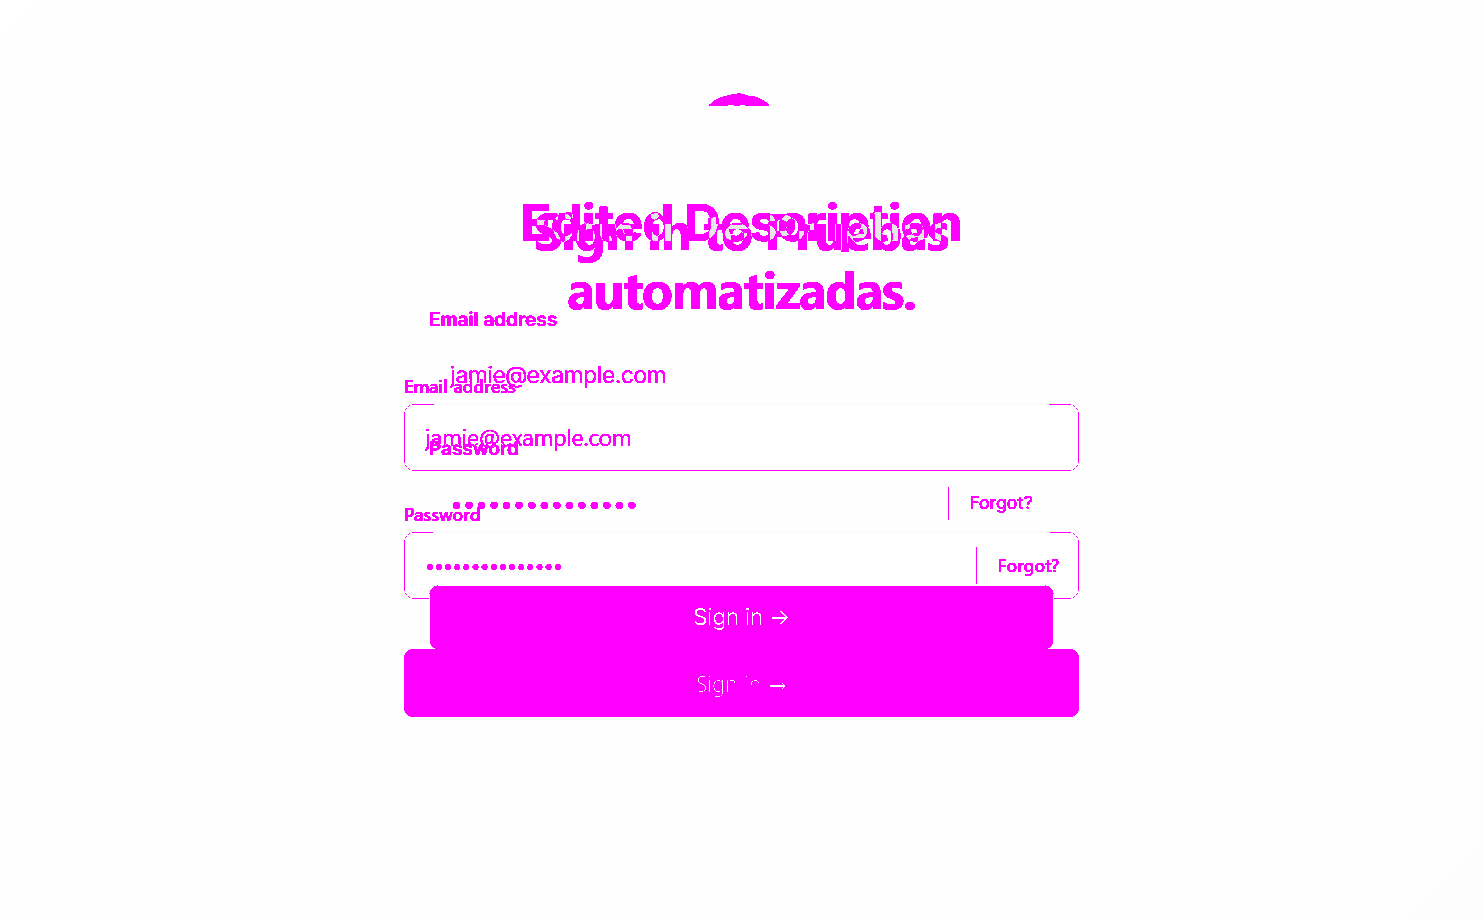 Edited Description
Sign in to Pruebas
automatizadas.
Email address
jamie@example.com
Email address
jamie@example.com
Password
Forgot?
Password
Forgot?
Sign in →
Sign in →